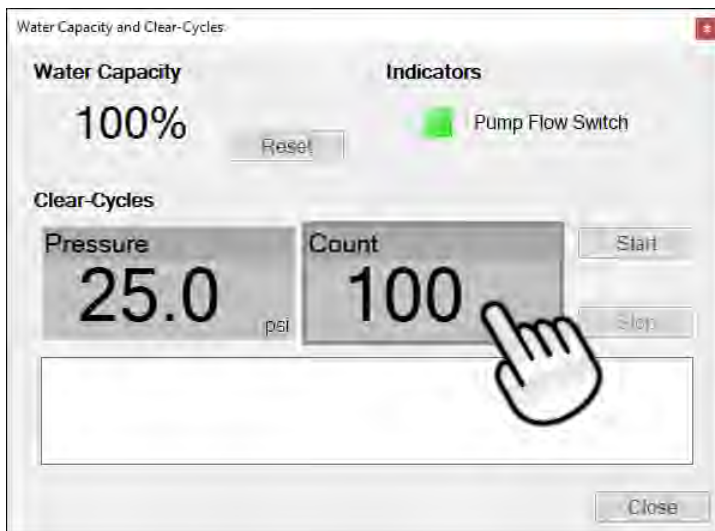 Water Capacity and Clear-Cycles
Water Capacity
Indicators
100%
Reset
Pump Flow Switch
Clear-Cycles
Pressure
25.0
psi
Count
100
Start
Stop
Close